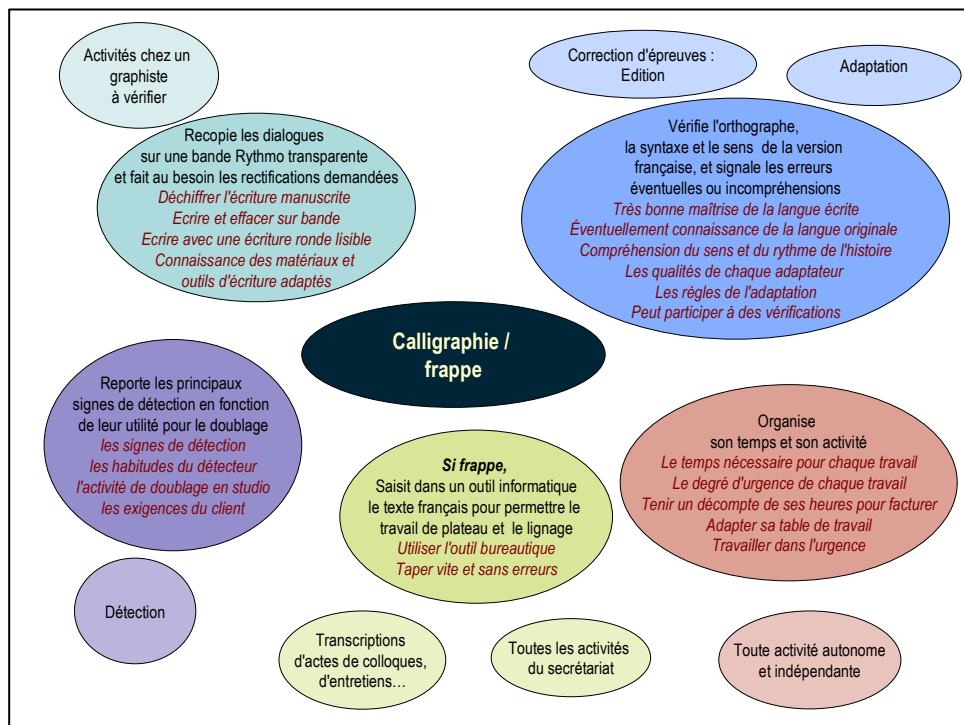 Activités chez un
graphiste
à vérifier
Correction d'épreuves :
Edition
Adaptation
Recopie les dialogues
sur une bande Rythmo transparente
et fait au besoin les rectifications demandées
Déchiffrer l'écriture manuscrite
Ecrire et effacer sur bande
Ecrire avec une écriture ronde lisible
Connaissance des matériaux et
outils d'écriture adaptés
Vérifie l'orthographe,
la syntaxe et le sens de la version
française, et signale les erreurs
éventuelles ou incompréhensions
Très bonne maîtrise de la langue écrite
Éventuellement connaissance de la langue originale
Compréhension du sens et du rythme de l'histoire
Les qualités de chaque adaptateur
Les règles de l'adaptation
Peut participer à des vérifications
Calligraphie /
frappe
Reporte les principaux
signes de détection en fonction
de leur utilité pour le doublage
les signes de détection
les habitudes du détecteur
l'activité de doublage en studio
les exigences du client
Si frappe,
Saisit dans un outil informatique
le texte français pour permettre le
travail de plateau et le lignage
Utiliser l'outil bureautique
Taper vite et sans erreurs
Organise
son temps et son activité
Le temps nécessaire pour chaque travail
Le degré d'urgence de chaque travail
Tenir un décompte de ses heures pour facturer
Adapter sa table de travail
Travailler dans l'urgence
Détection
Transcriptions
d'actes de colloques,
d'entretiens…
Toutes les activités
du secrétariat
Toute activité autonome
et indépendante